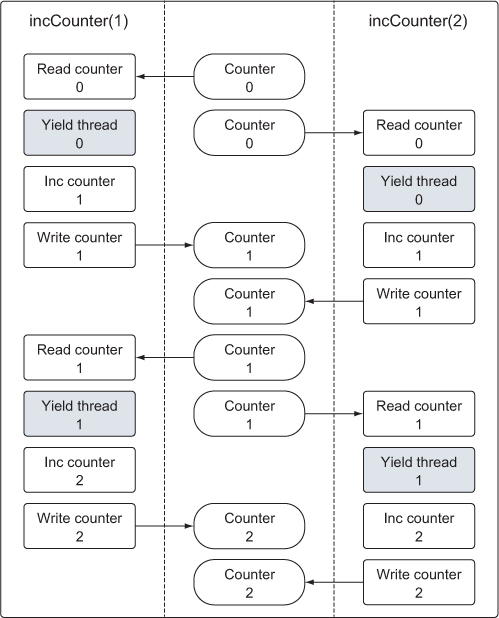 incCounter(1)
incCounter(2)
Read counter
0
Counter
0
Yield thread
0
Counter
0
Read counter
0
Inc counter
1
Yield thread
0
Write counter
1
Counter
1
Inc counter
1
Counter
1
Write counter
1
Read counter
1
Counter
1
Yield thread
1
Counter
1
Read counter
1
Inc counter
2
Yield thread
1
Write counter
2
Counter
2
Inc counter
2
Counter
2
Write counter
2